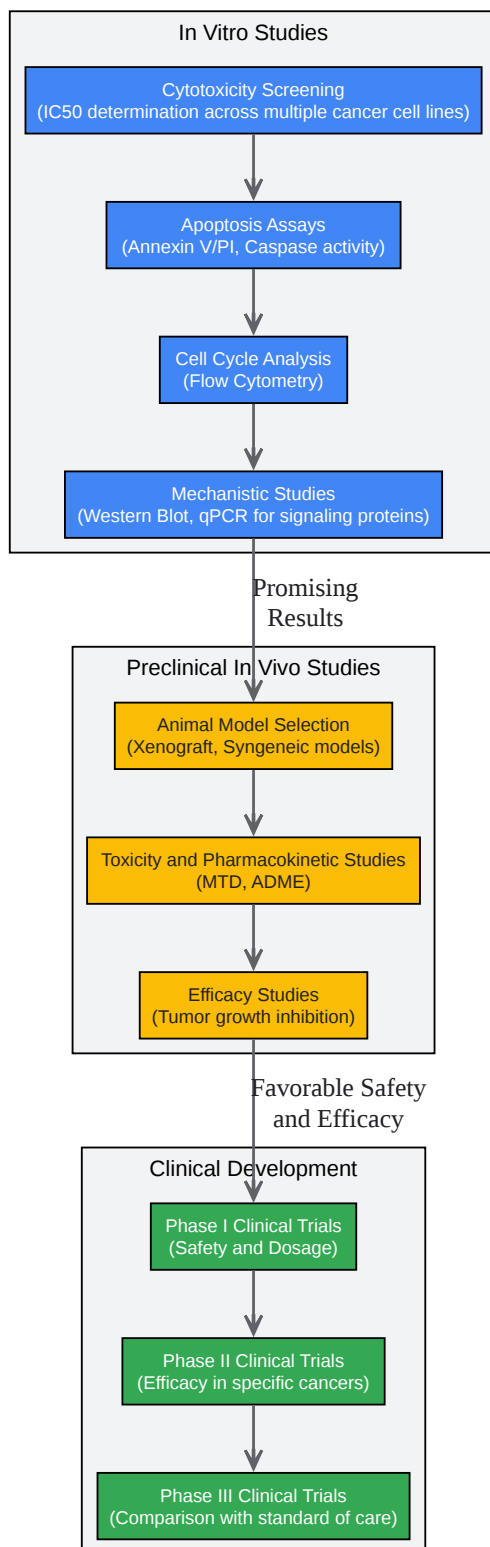 In Vitro Studies
Cytotoxicity Screening
(IC50 determination across multiple cancer cell lines)
Apoptosis Assays
(Annexin V/PI, Caspase activity)
Cell Cycle Analysis
(Flow Cytometry)
Mechanistic Studies
(Western Blot, qPCR for signaling proteins)
Promising
Results
Preclinical In Vivo Studies
Animal Model Selection
(Xenograft, Syngeneic models)
Toxicity and Pharmacokinetic Studies
(MTD, ADME)
Efficacy Studies
(Tumor growth inhibition)
Favorable Safety
and Efficacy
Clinical Development
Phase I Clinical Trials
(Safety and Dosage)
Phase II Clinical Trials
(Efficacy in specific cancers)
Phase III Clinical Trials
(Comparison with standard of care)